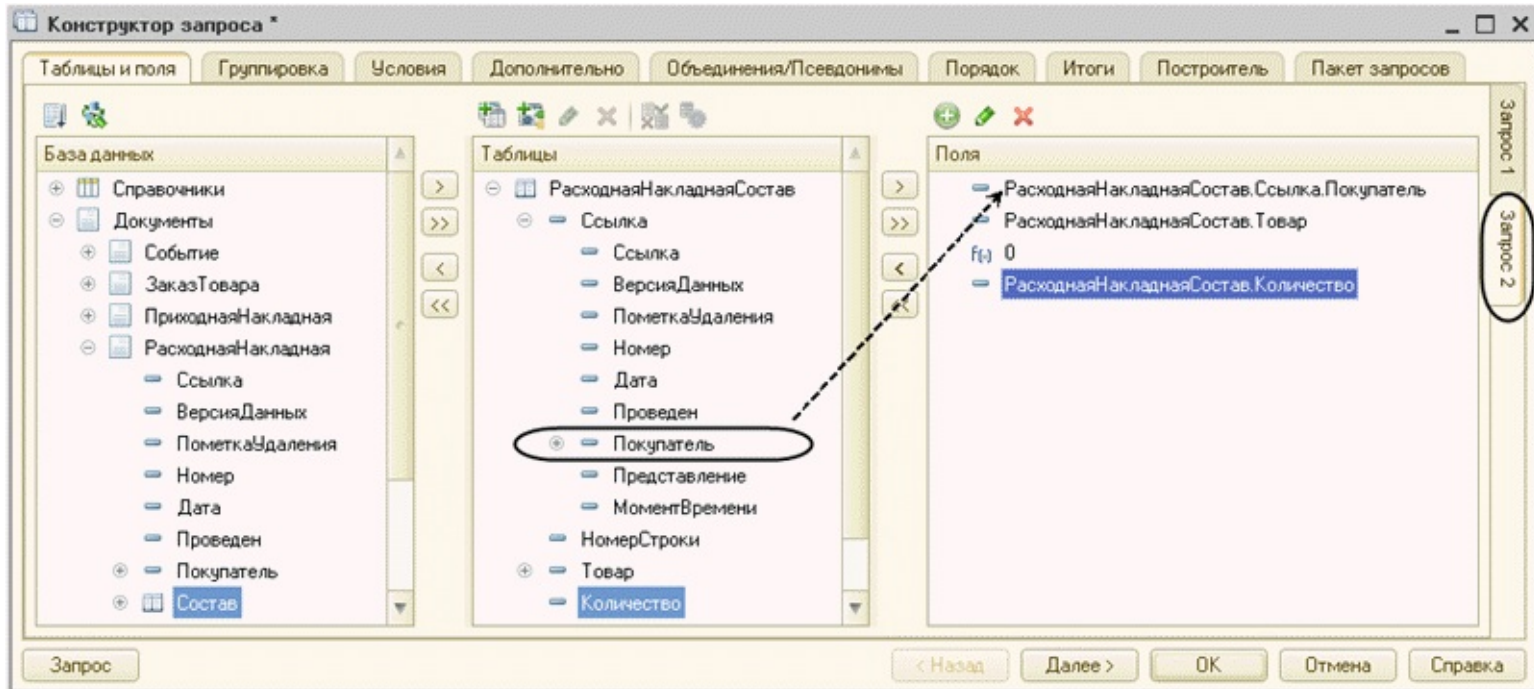 Конструктор запроса *
Таблицы и поля Группировка Условия Дополнительно Объединения/Псевдонимы Порядок Итоги Построитель Пакет запросов
База данных
Справочники
Документы
Событие
ЗаказТовара
ПриходнаяНакладная
РасходнаяНакладная
Ссылка
ВерсияДанных
ПометкаУдаления
Номер
Дата
Проведен
Покупатель
Состав
>
>>
<
<<
Таблицы
РасходнаяНакладнаяСостав
Ссылка
Ссылка
ВерсияДанных
ПометкаУдаления
Номер
Дата
Проведен
Покупатель
Представление
МоментВремени
НомерСтроки
Товар
Количество
>
>>
<
<<
Поля
РасходнаяНакладнаяСостав.Ссылка.Покупатель
РасходнаяНакладнаяСостав.Товар
f(-) 0
РасходнаяНакладнаяСостав.Количество
Запрос 1
Запрос 2
Запрос < Назад Далее > OK Отмена Справка